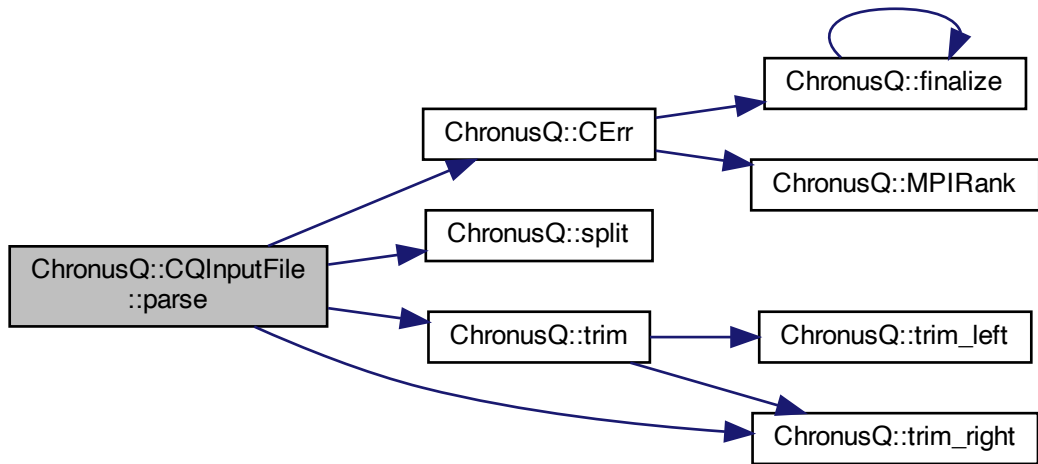 ChronusQ::CQInputFile
::parse
ChronusQ::CErr
ChronusQ::split
ChronusQ::trim
ChronusQ::finalize
ChronusQ::MPIRank
ChronusQ::trim_left
ChronusQ::trim_right